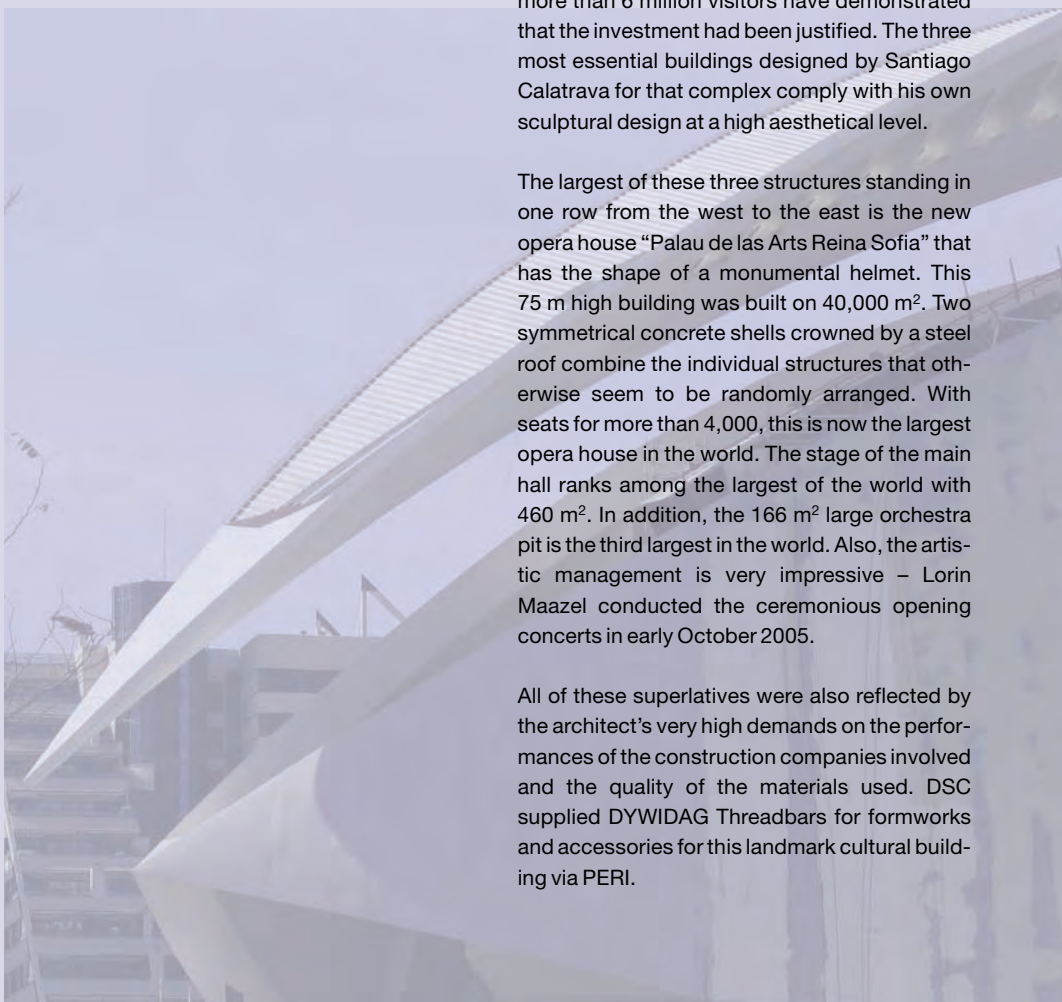 more than 6 million visitors have demonstrated
that the investment had been justified. The three
most essential buildings designed by Santiago
Calatrava for that complex comply with his own
sculptural design at a high aesthetical level.
The largest of these three structures standing in
one row from the west to the east is the new
opera house “Palau de las Arts Reina Sofia” that
has the shape of a monumental helmet. This
75 m high building was built on 40,000 m². Two
symmetrical concrete shells crowned by a steel
roof combine the individual structures that oth-
erwise seem to be randomly arranged. With
seats for more than 4,000, this is now the largest
opera house in the world. The stage of the main
hall ranks among the largest of the world with
460 m². In addition, the 166 m² large orchestra
pit is the third largest in the world. Also, the artis-
tic management is very impressive – Lorin
Maazel conducted the ceremonious opening
concerts in early October 2005.
All of these superlatives were also reflected by
the architect’s very high demands on the perfor-
mances of the construction companies involved
and the quality of the materials used. DSC
supplied DYWIDAG Threadbars for formworks
and accessories for this landmark cultural build-
ing via PERI.